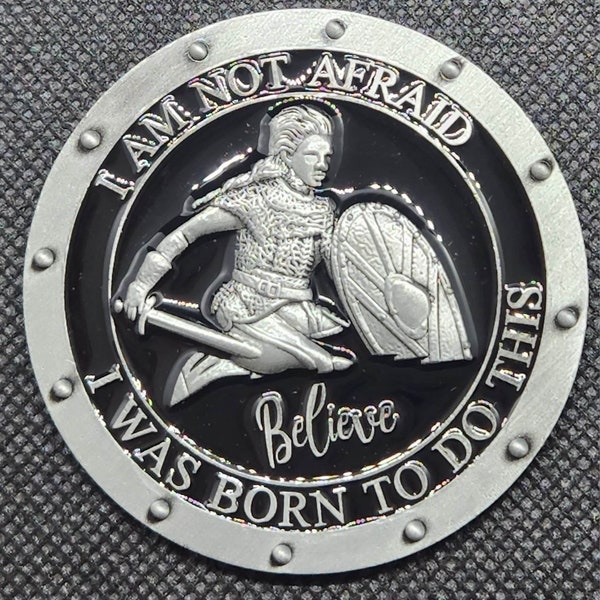 I AM NOT AFRAID
Believe
I WAS BORN TO DO THIS